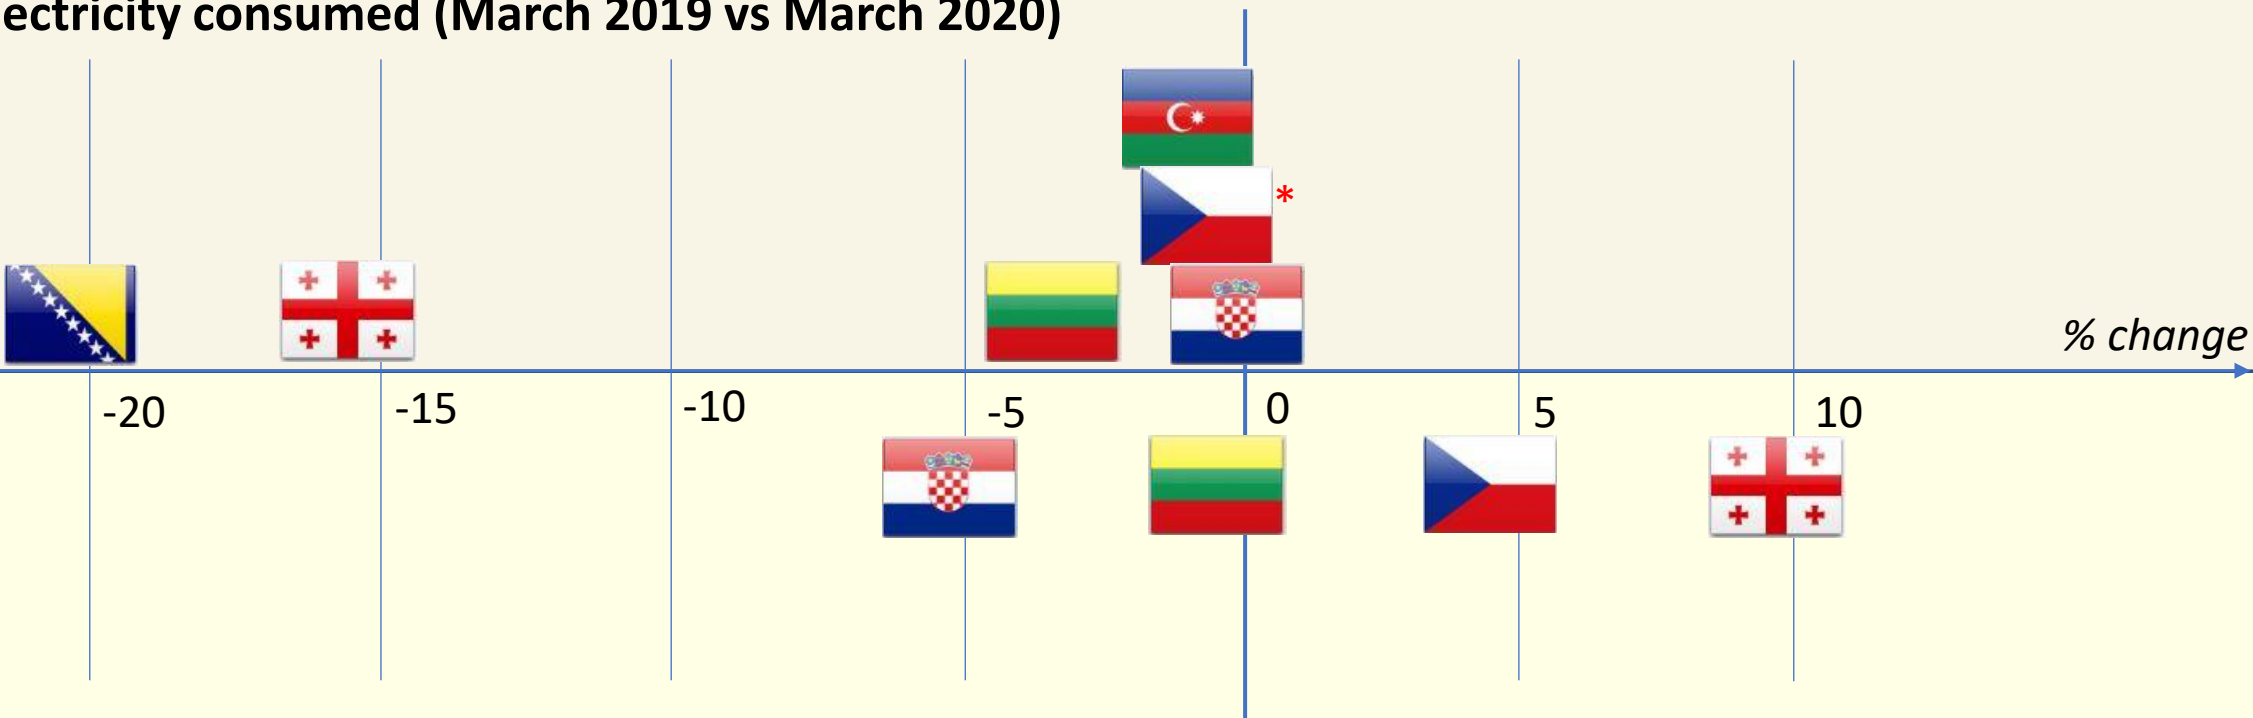 ectricity consumed (March 2019 vs March 2020)
*
% change
-20 -15 -10 -5 0 5 10